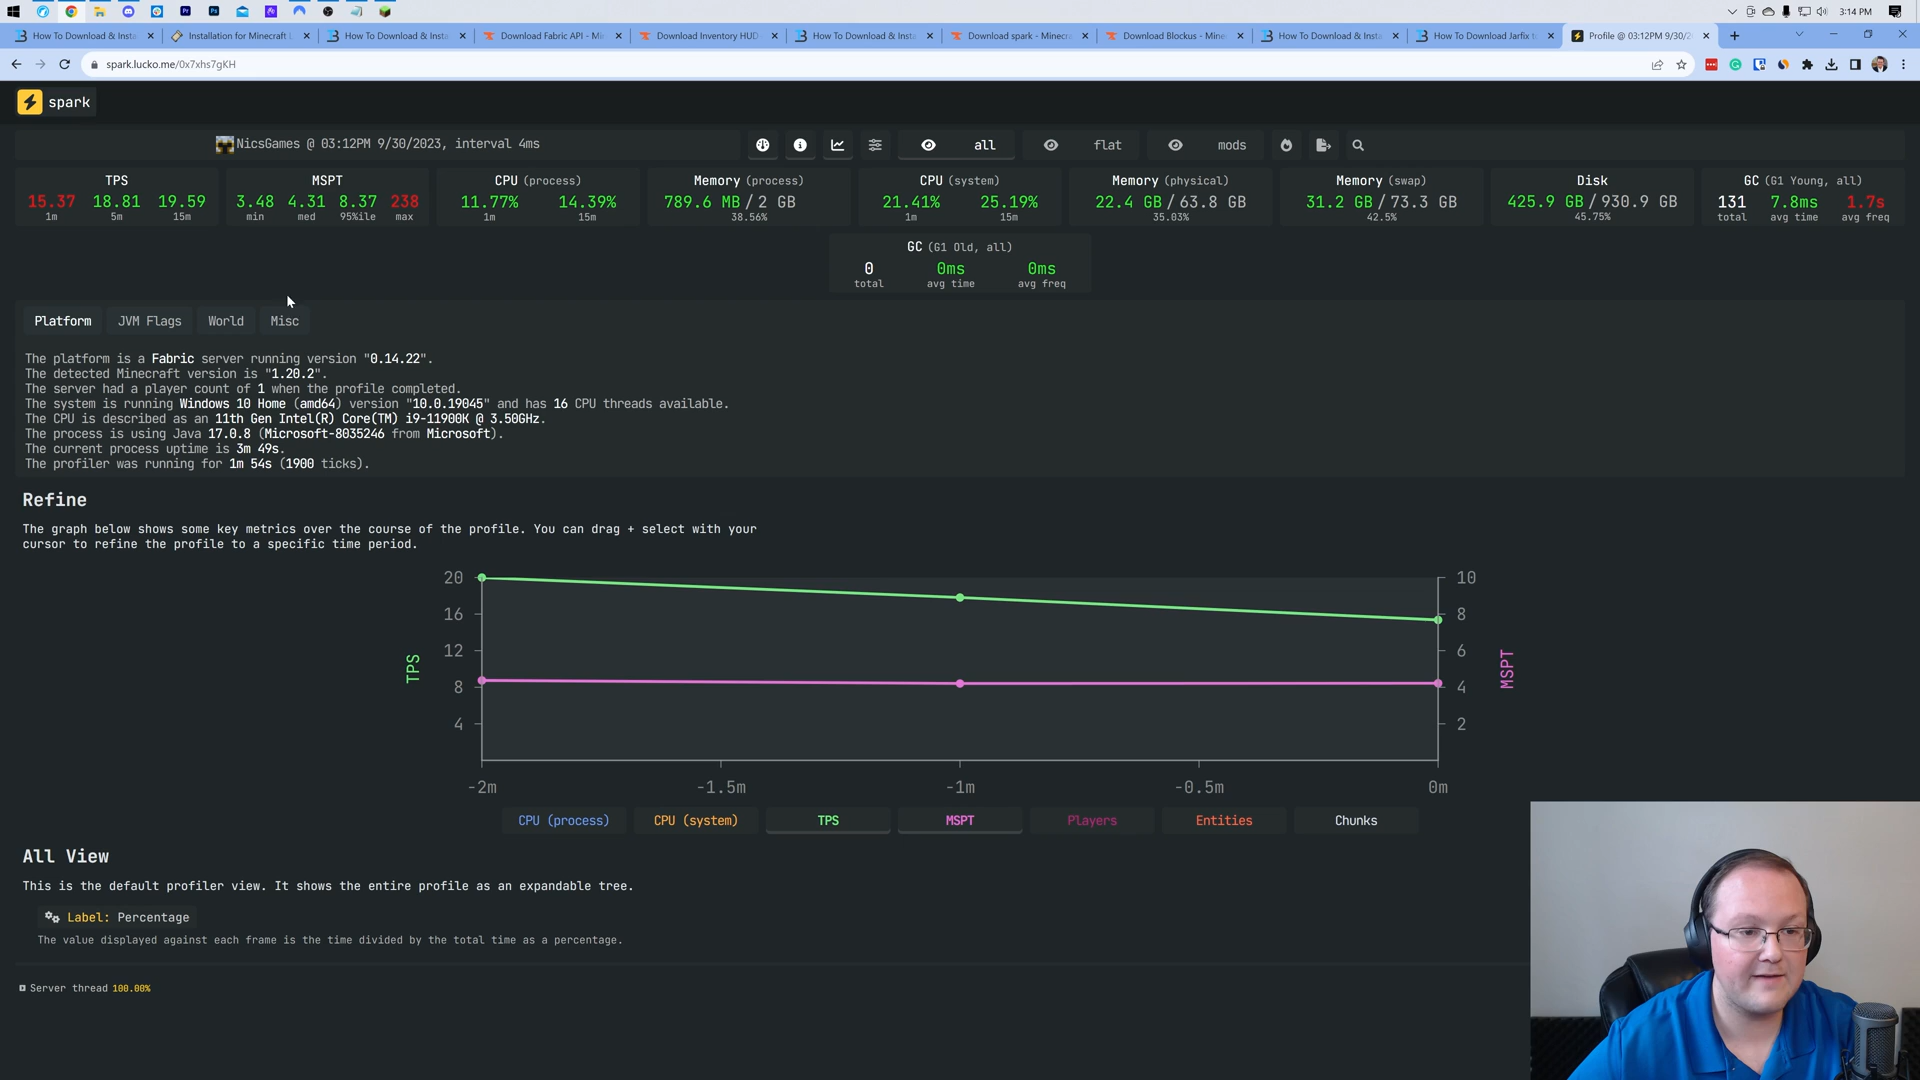 3:14 PM
How To Download & Insta
Installation for Minecraft
How To Download & Insta
Download Fabric API - Mi
Download Inventory HUD
How To Download & Insta
Download spark - Minecra
Download Blockus - Mine
How To Download & Insta
How To Download Jarfix t
Profile @ 03:12PM 9/30/2
spark.lucko.me/0x7xhs7gKH
spark
NicsGames @ 03:12PM 9/30/2023, interval 4ms
all
flat
mods
TPS
15.37 18.81 19.59
1m 5m 15m
MSPT
3.48 4.31 8.37 238
min med 95%ile max
CPU (process)
11.77% 14.39%
1m 15m
Memory (process)
789.6 MB / 2 GB
38.56%
CPU (system)
21.41% 25.19%
1m 15m
Memory (physical)
22.4 GB / 63.8 GB
35.03%
Memory (swap)
31.2 GB / 73.3 GB
42.5%
Disk
425.9 GB / 930.9 GB
45.75%
GC (G1 Young, all)
131 7.8ms 1.7s
total avg time avg freq
GC (G1 Old, all)
0 0ms 0ms
total avg time avg freq
Platform JVM Flags World Misc
The platform is a Fabric server running version "0.14.22".
The detected Minecraft version is "1.20.2".
The server had a player count of 1 when the profile completed.
The system is running Windows 10 Home (amd64) version "10.0.19045" and has 16 CPU threads available.
The CPU is described as an 11th Gen Intel(R) Core(TM) i9-11900K @ 3.50GHz.
The process is using Java 17.0.8 (Microsoft-8035246 from Microsoft).
The current process uptime is 3m 49s.
The profiler was running for 1m 54s (1900 ticks).
Refine
The graph below shows some key metrics over the course of the profile. You can drag + select with your
cursor to refine the profile to a specific time period.
20 10
16 8
12 6
TPS MSPT
8 4
4 2
-2m -1.5m -1m -0.5m 0m
CPU (process) CPU (system) TPS MSPT Players Entities Chunks
All View
This is the default profiler view. It shows the entire profile as an expandable tree.
Label: Percentage
The value displayed against each frame is the time divided by the total time as a percentage.
Server thread 100.00%